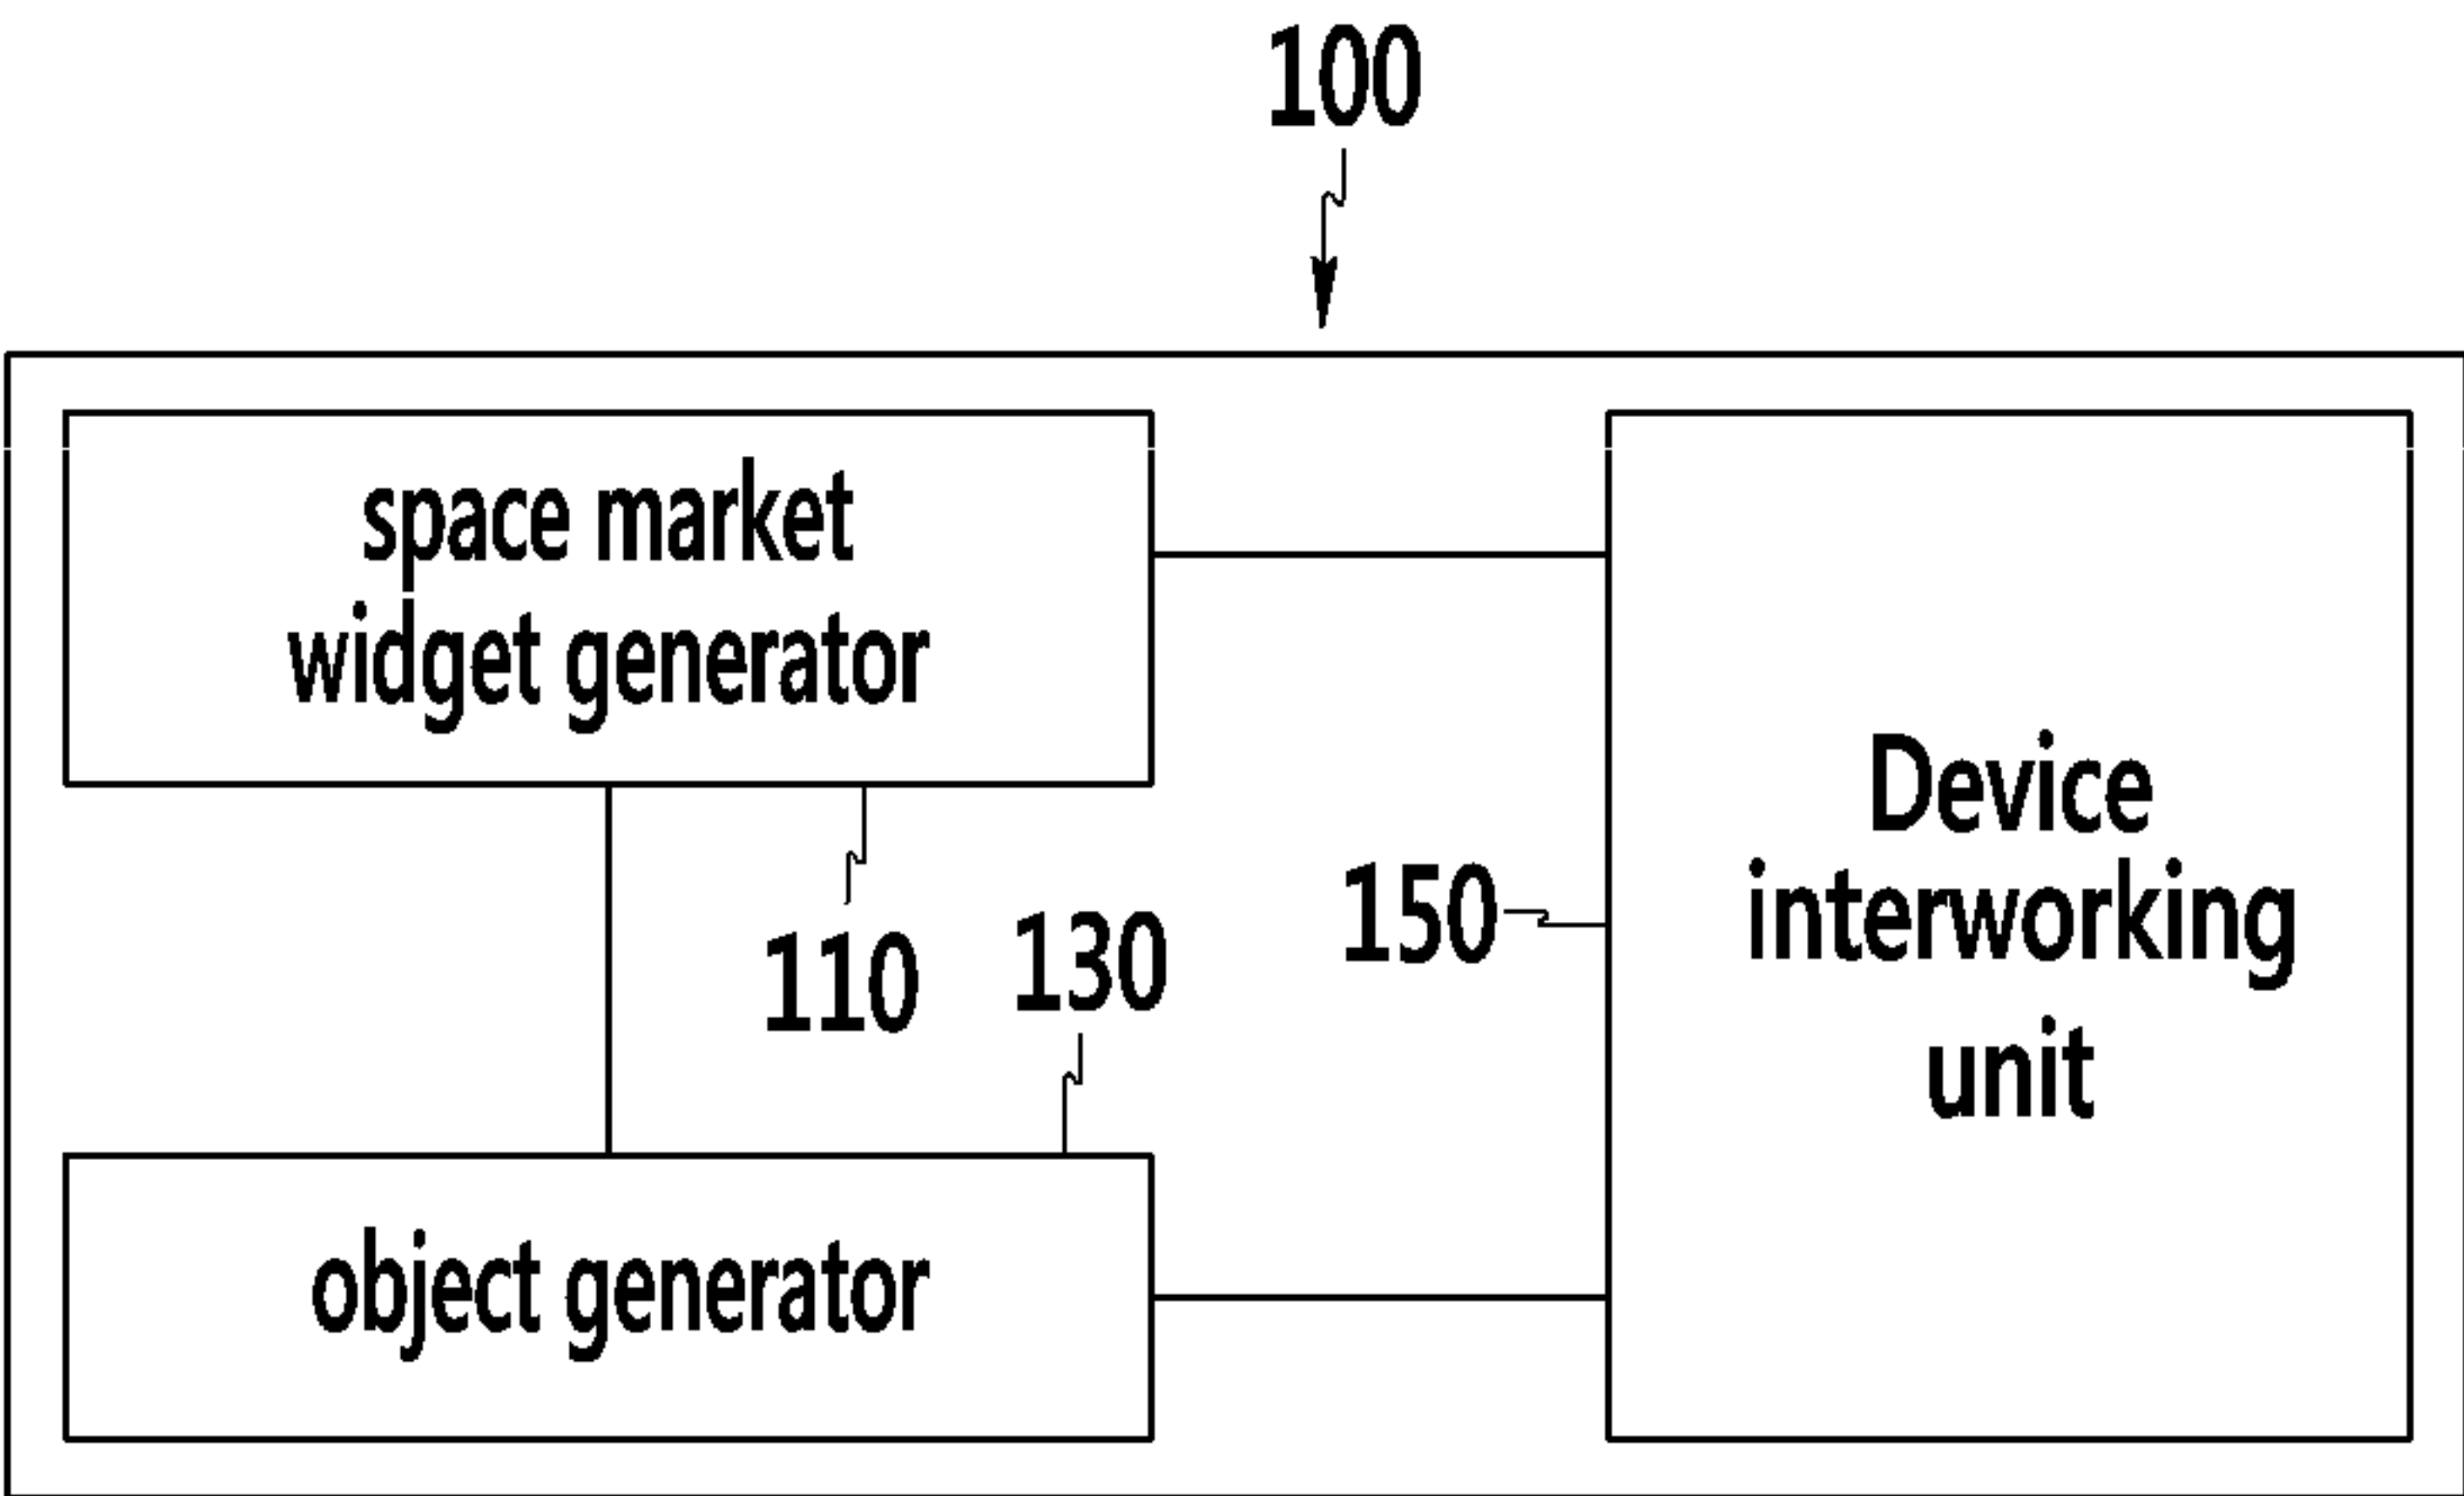 100
space market
widget generator
110
130
150
Device
interworking
unit
object generator